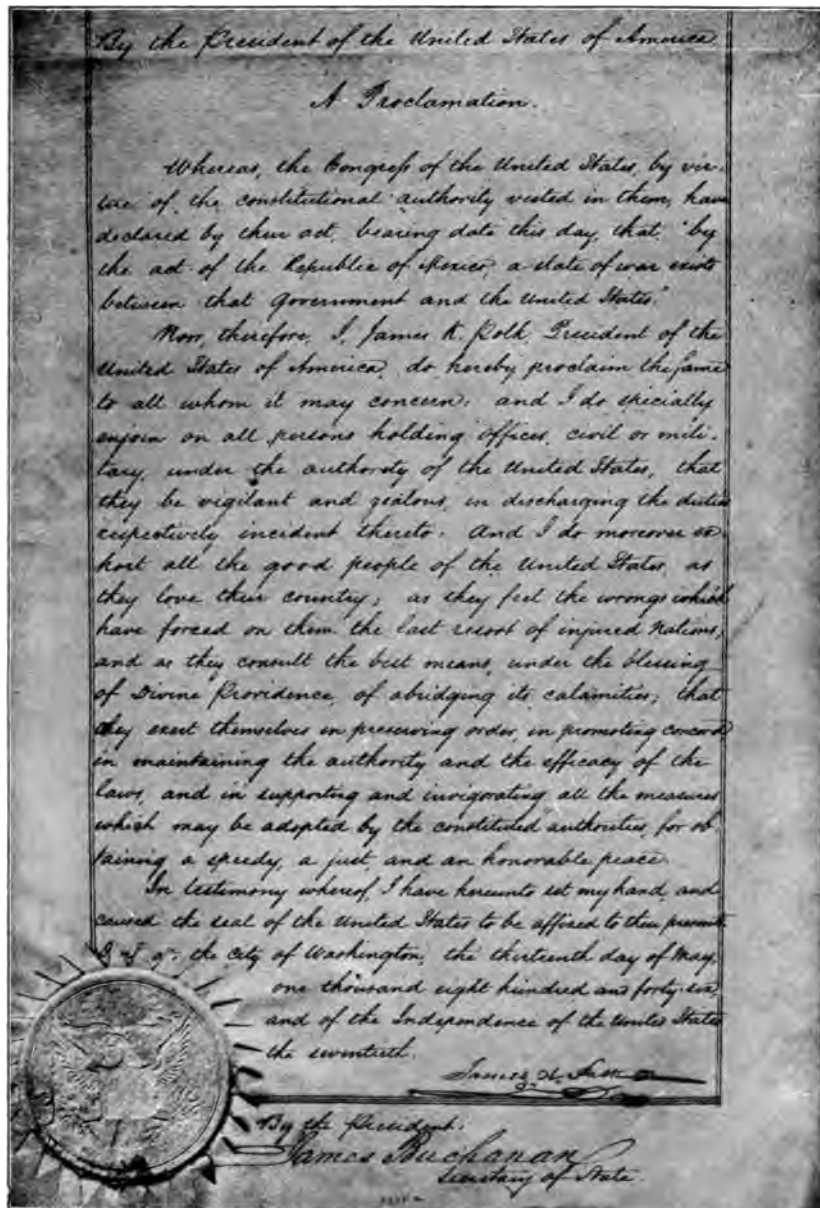 By the President of the United States of America
A Proclamation.
Whereas, the Congress of the United States, by vir-
tue of the constitutional authority vested in them, have
declared by their act, bearing date this day, that, "by
the act of the Republic of Mexico, a state of war exists
between that Government and the United States."
Now, therefore, I, James K. Polk, President of the
United States of America, do hereby proclaim the same
to all whom it may concern; and I do specially
enjoin on all persons holding offices, civil or mili-
tary, under the authority of the United States, that
they be vigilant and zealous, in discharging the duties
respectively incident thereto. And I do moreover ex-
hort all the good people of the United States, as
they love their country; as they feel the wrongs which
have forced on them the last resort of injured Nations;
and as they consult the best means, under the blessing
of Divine Providence, of abridging its calamities; that
they exert themselves in preserving order, in promoting concord,
in maintaining the authority and the efficacy of the
laws, and in supporting and invigorating all the measures
which may be adopted by the constituted authorities, for ob-
taining a speedy, a just, and an honorable peace.
In testimony whereof, I have hereunto set my hand, and
caused the seal of the United States to be affixed to these presents.
the City of Washington, the thirteenth day of May,
one thousand eight hundred and forty-six,
and of the Independence of the United States
the seventieth.
James K. Polk
By the President:
James Buchanan
Secretary of State.